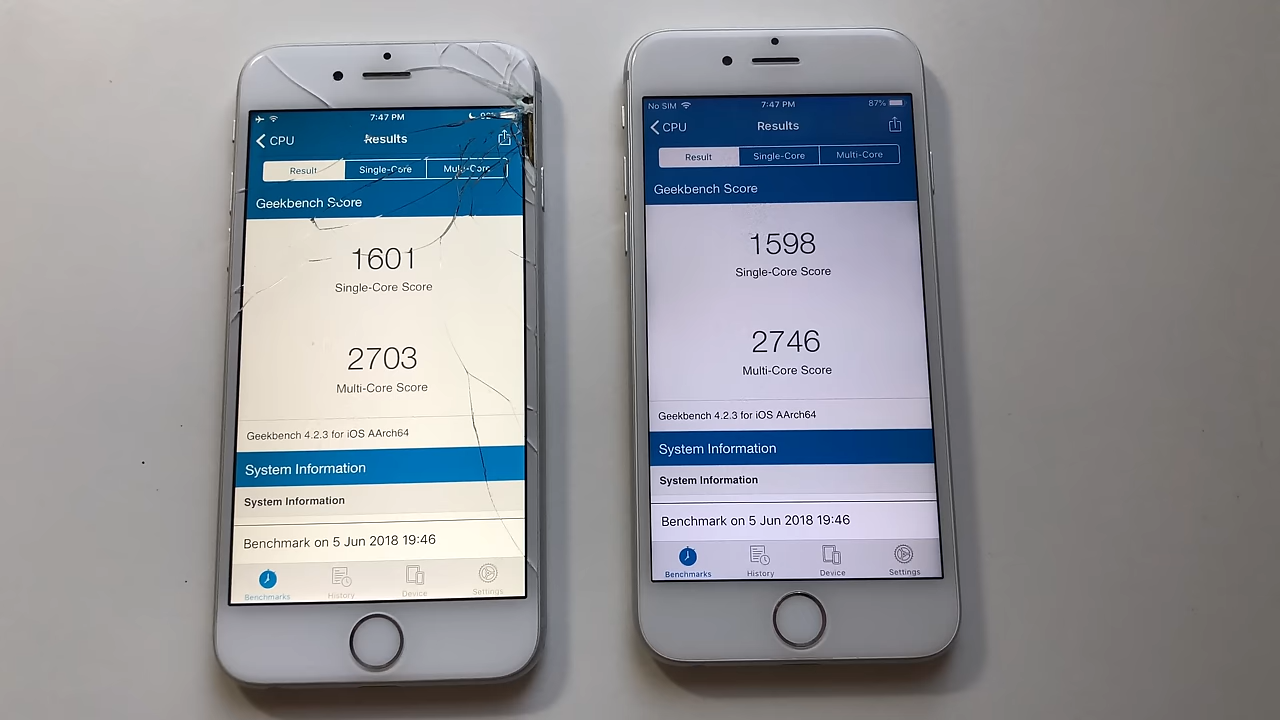 7:47 PM
CPU
Results
Result
Single-Core
Multi-Core
Geekbench Score
1601
Single-Core Score
2703
Multi-Core Score
Geekbench 4.2.3 for iOS AArch64
System Information
System Information
Benchmark on 5 Jun 2018 19:46
Benchmarks
History
Device
Settings
No SIM
7:47 PM
87%
CPU
Results
Result
Single-Core
Multi-Core
Geekbench Score
1598
Single-Core Score
2746
Multi-Core Score
Geekbench 4.2.3 for iOS AArch64
System Information
System Information
Benchmark on 5 Jun 2018 19:46
Benchmarks
History
Device
Settings